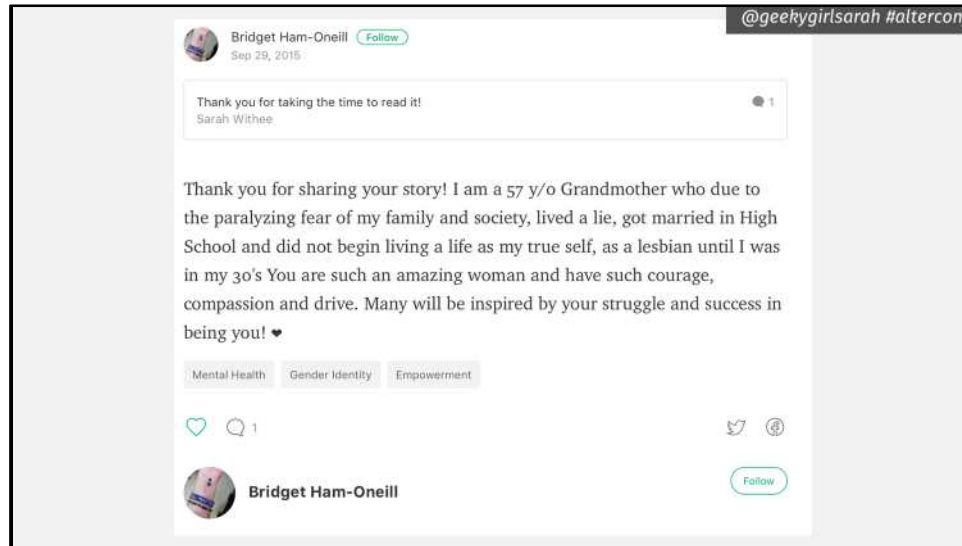 @geekygirlsarah #altercon
Bridget Ham-Oneill Follow
Sep 29, 2015
Thank you for taking the time to read it! 1
Sarah Withee
Thank you for sharing your story! I am a 57 y/o Grandmother who due to
the paralyzing fear of my family and society, lived a lie, got married in High
School and did not begin living a life as my true self, as a lesbian until I was
in my 30's You are such an amazing woman and have such courage,
compassion and drive. Many will be inspired by your struggle and success in
being you! ❤
Mental Health Gender Identity Empowerment
1
Bridget Ham-Oneill Follow